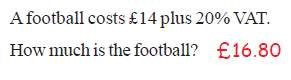 A football costs £14 plus 20% VAT.
How much is the football? £16.80